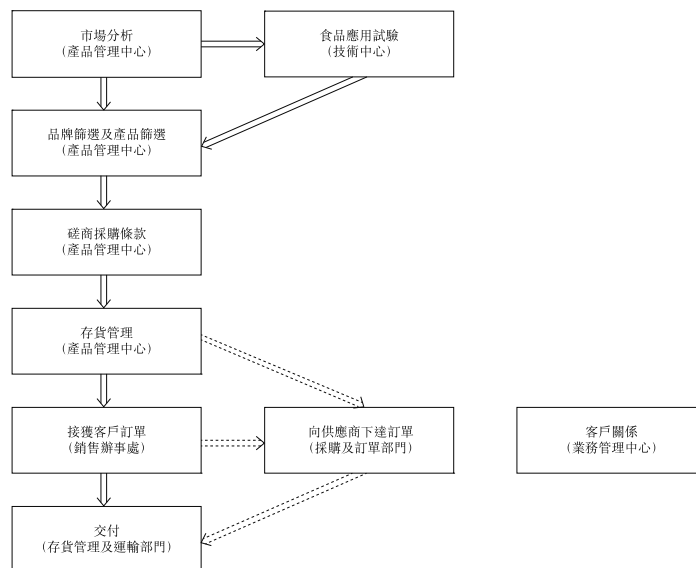 市場分析
(產品管理中心)
食品應用試驗
(技術中心)
品牌篩選及產品篩選
(產品管理中心)
磋商採購條款
(產品管理中心)
存貨管理
(產品管理中心)
接獲客戶訂單
(銷售辦事處)
向供應商下達訂單
(採購及訂單部門)
客戶關係
(業務管理中心)
交付
(存貨管理及運輸部門)